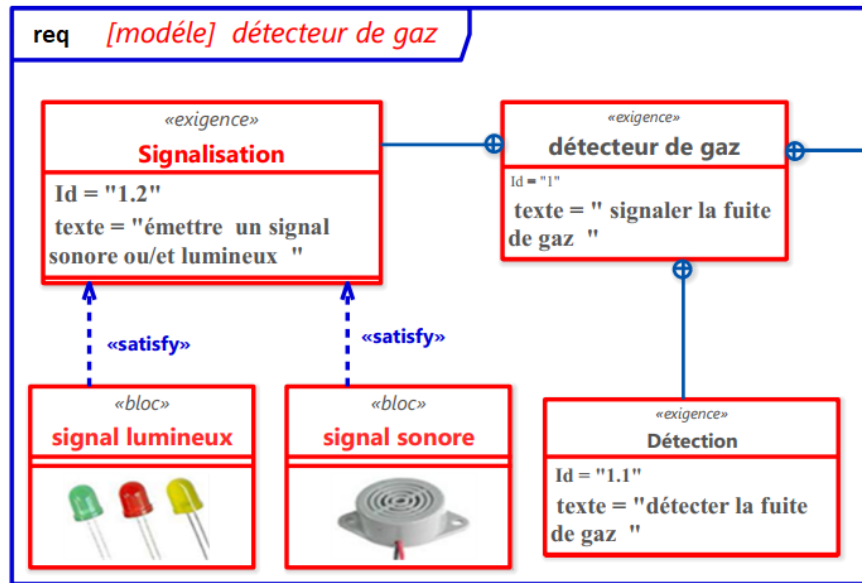 req [modéle] détecteur de gaz
«exigence»
Signalisation
Id = "1.2"
texte = "émettre un signal
sonore ou/et lumineux "
«exigence»
détecteur de gaz
Id = "1"
texte = " signaler la fuite
de gaz "
«satisfy»
«satisfy»
«bloc»
signal lumineux
«bloc»
signal sonore
«exigence»
Détection
Id = "1.1"
texte = "détecter la fuite
de gaz "